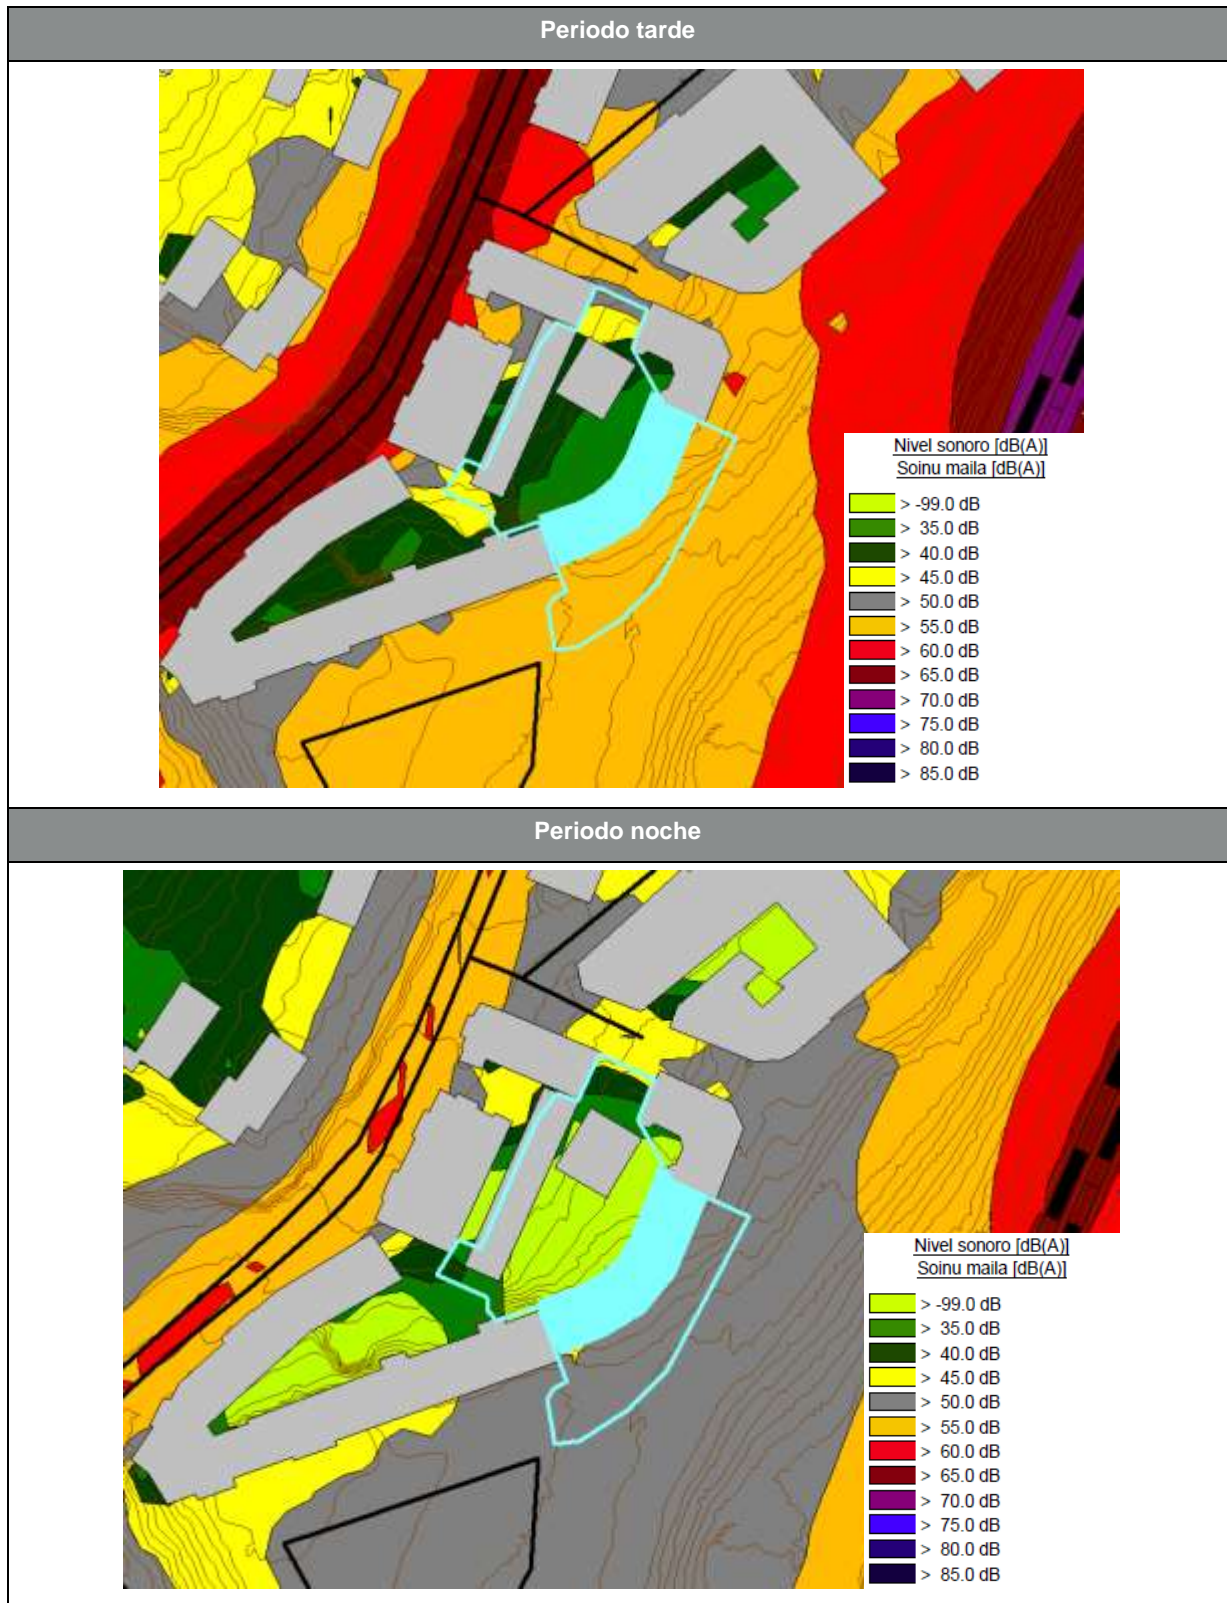 Periodo tarde
Nivel sonoro [dB(A)]
Soinu maila [dB(A)]
> -99.0 dB
> 35.0 dB
> 40.0 dB
> 45.0 dB
> 50.0 dB
> 55.0 dB
> 60.0 dB
> 65.0 dB
> 70.0 dB
> 75.0 dB
> 80.0 dB
> 85.0 dB
Periodo noche
Nivel sonoro [dB(A)]
Soinu maila [dB(A)]
> -99.0 dB
> 35.0 dB
> 40.0 dB
> 45.0 dB
> 50.0 dB
> 55.0 dB
> 60.0 dB
> 65.0 dB
> 70.0 dB
> 75.0 dB
> 80.0 dB
> 85.0 dB